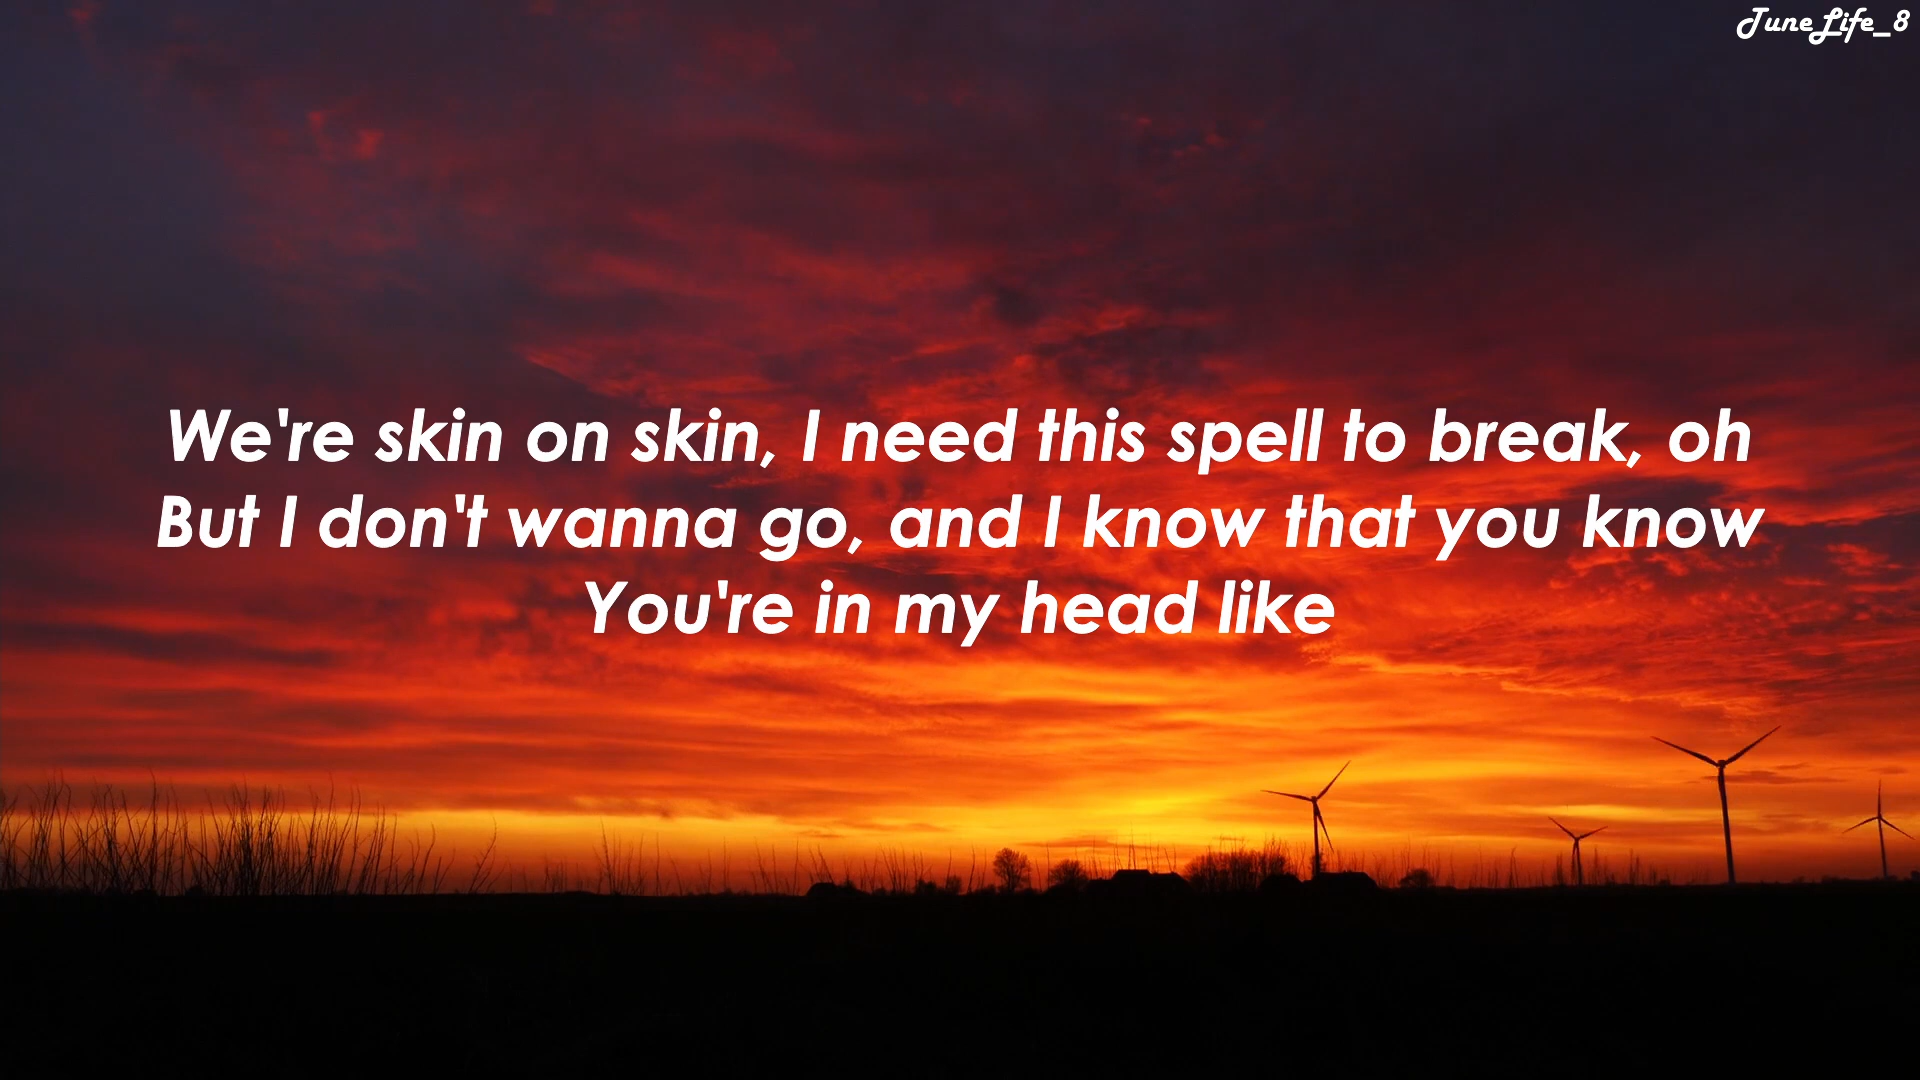 TuneLife_8
We're skin on skin, I need this spell to break, oh
But I don't wanna go, and I know that you know
You're in my head like